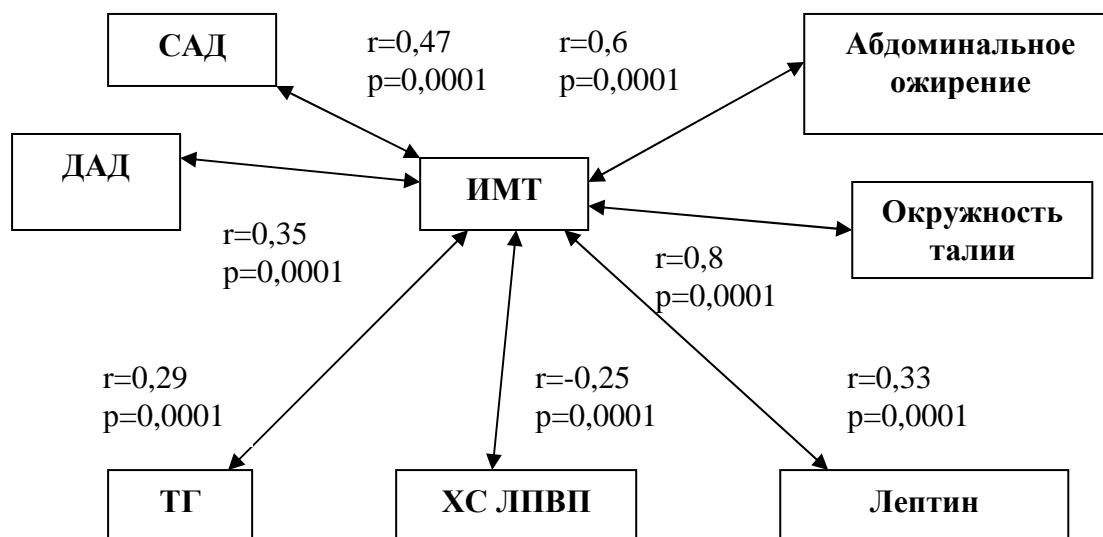 САД
r=0,47
p=0,0001
r=0,6
p=0,0001
Абдоминальное
ожирение
ДАД
ИМТ
Окружность
талии
r=0,35
p=0,0001
r=0,8
p=0,0001
r=0,29
p=0,0001
r=-0,25
p=0,0001
r=0,33
p=0,0001
ТГ
ХС ЛПВП
Лептин